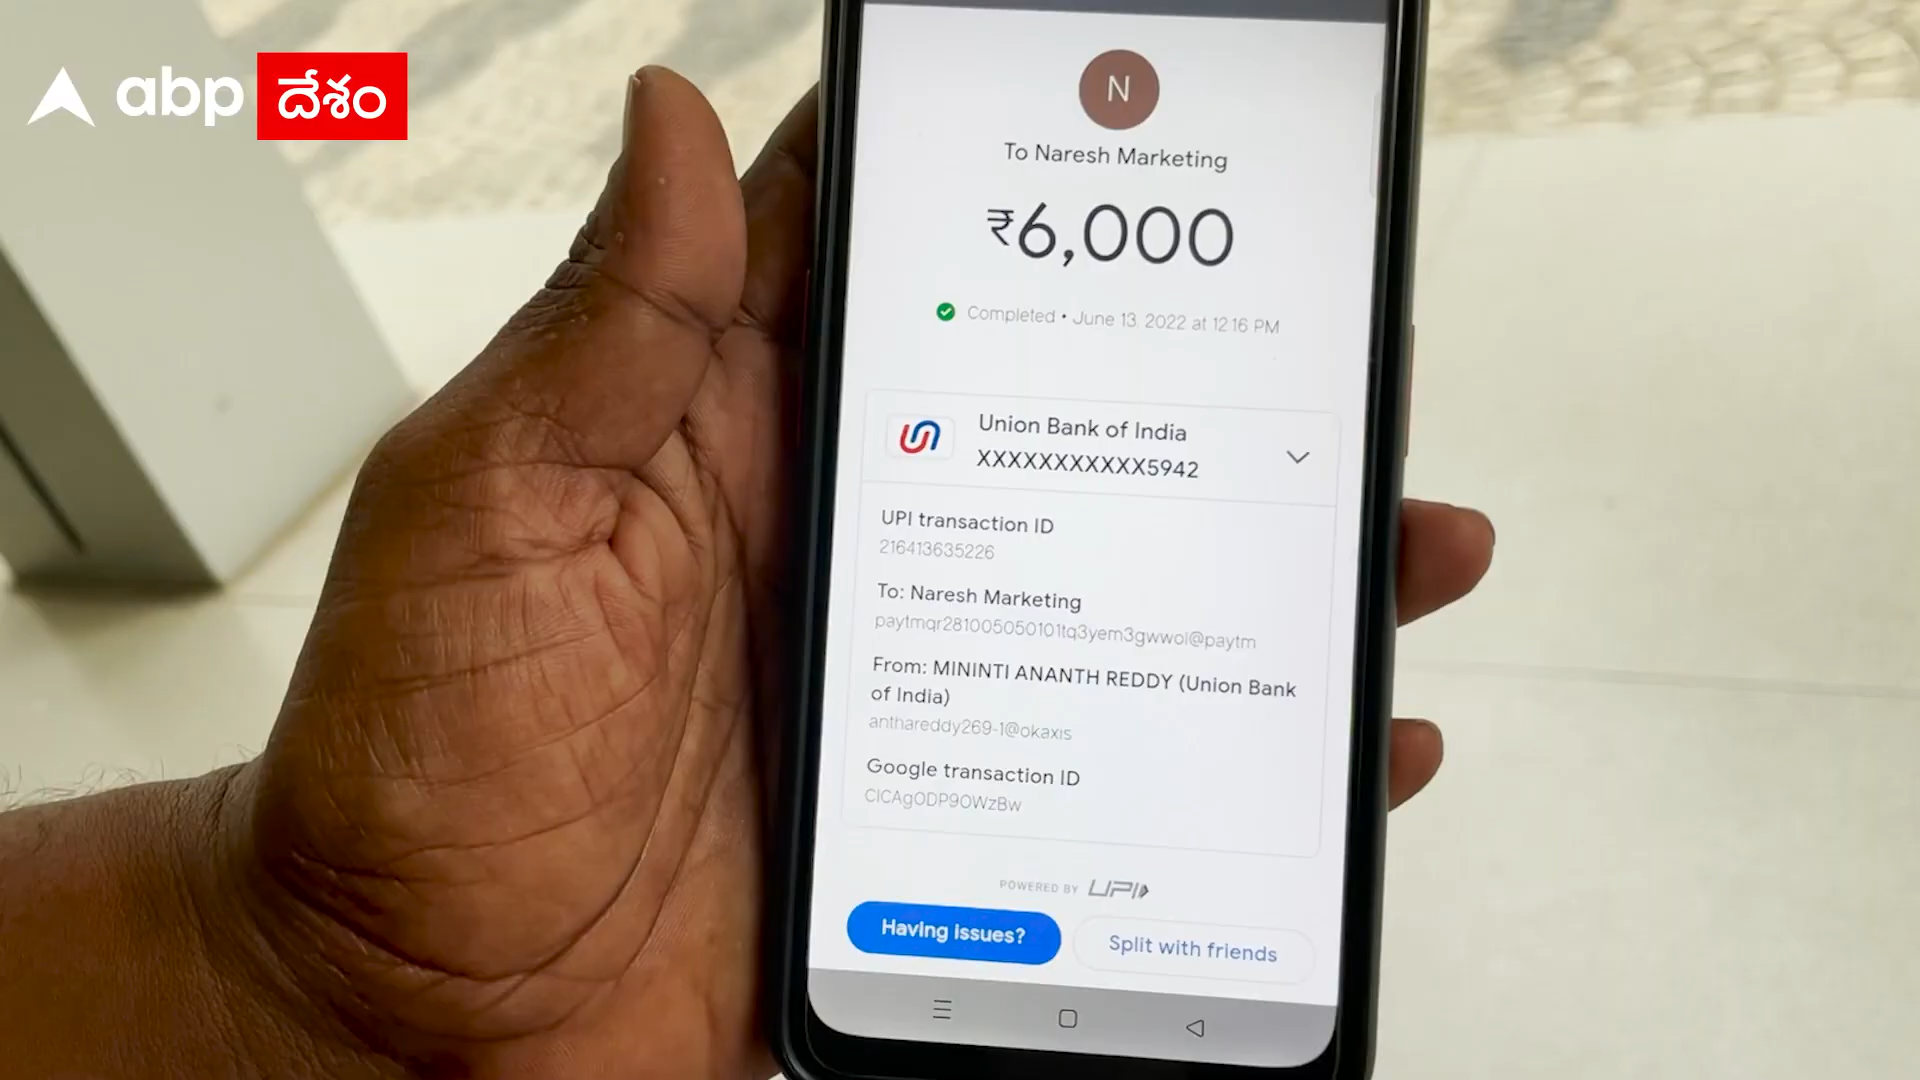 abp దేశం
N
To Naresh Marketing
₹6,000
Completed • June 13, 2022 at 12:16 PM
Union Bank of India
XXXXXXXXXXX5942
UPI transaction ID
216413635226
To: Naresh Marketing
paytmqr281005050101tq3yem3gwwol@paytm
From: MININTI ANANTH REDDY (Union Bank
of India)
anthareddy269-1@okaxis
Google transaction ID
CICAgODP9OWzBw
POWERED BY UPI
Having issues?
Split with friends